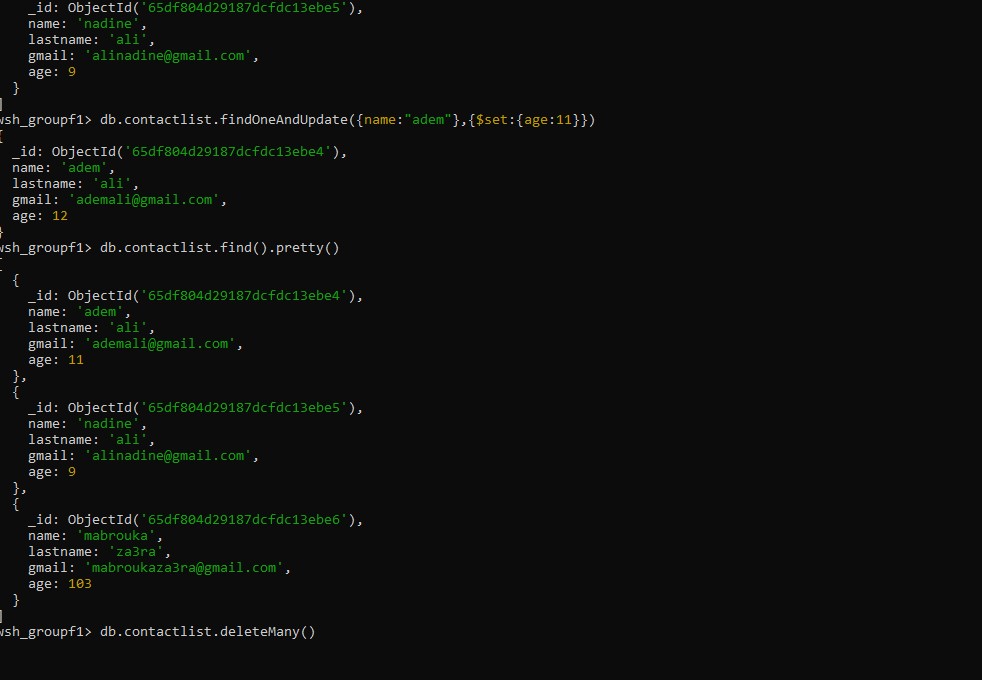 _id: ObjectId('65df804d29187dcfdc13ebe5'),
name: 'nadine',
lastname: 'ali',
gmail: 'alinadine@gmail.com',
age: 9
}
]
wsh_groupf1> db.contactlist.findOneAndUpdate({name:"adem"},{$set:{age:11}})
{
_id: ObjectId('65df804d29187dcfdc13ebe4'),
name: 'adem',
lastname: 'ali',
gmail: 'ademali@gmail.com',
age: 12
}
wsh_groupf1> db.contactlist.find().pretty()
[
{
_id: ObjectId('65df804d29187dcfdc13ebe4'),
name: 'adem',
lastname: 'ali',
gmail: 'ademali@gmail.com',
age: 11
},
{
_id: ObjectId('65df804d29187dcfdc13ebe5'),
name: 'nadine',
lastname: 'ali',
gmail: 'alinadine@gmail.com',
age: 9
},
{
_id: ObjectId('65df804d29187dcfdc13ebe6'),
name: 'mabrouka',
lastname: 'za3ra',
gmail: 'mabroukaza3ra@gmail.com',
age: 103
}
]
wsh_groupf1> db.contactlist.deleteMany()